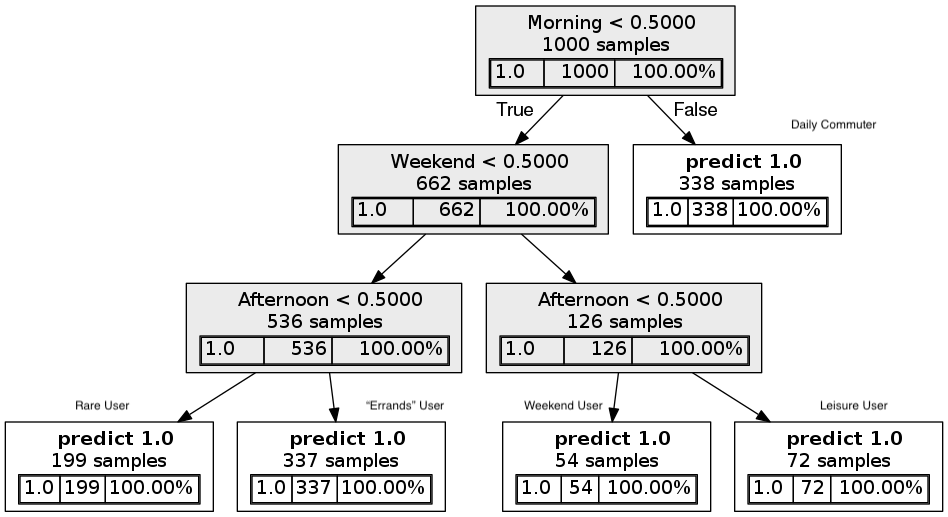 Morning < 0.5000
1000 samples
1.0 1000 100.00%
True False
Daily Commuter
Weekend < 0.5000
662 samples
1.0 662 100.00%
predict 1.0
338 samples
1.0 338 100.00%
Afternoon < 0.5000
536 samples
1.0 536 100.00%
Afternoon < 0.5000
126 samples
1.0 126 100.00%
Rare User
predict 1.0
199 samples
1.0 199 100.00%
“Errands” User
predict 1.0
337 samples
1.0 337 100.00%
Weekend User
predict 1.0
54 samples
1.0 54 100.00%
Leisure User
predict 1.0
72 samples
1.0 72 100.00%